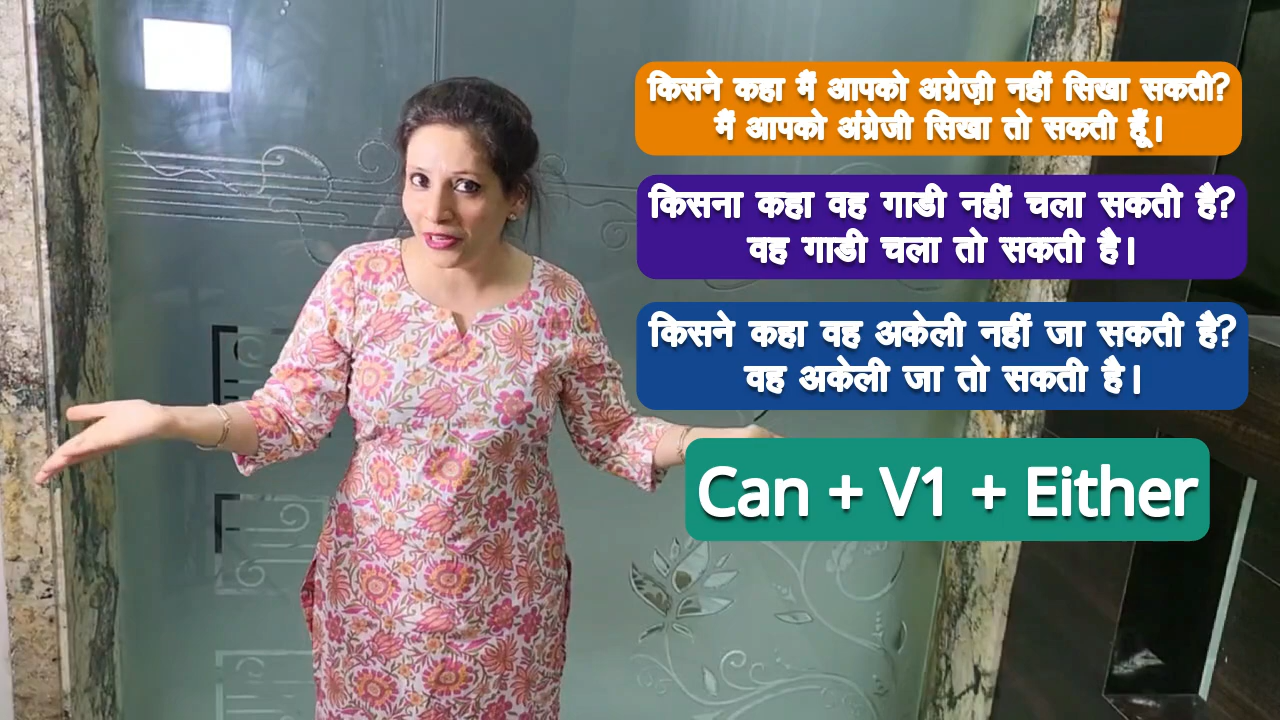 किसने कहा मैं आपको अग्रेज़ी नहीं सिखा सकती?
मैं आपको अंग्रेजी सिखा तो सकती हूँ।
किसना कहा वह गाडी नहीं चला सकती है?
वह गाडी चला तो सकती है।
किसने कहा वह अकेली नहीं जा सकती है?
वह अकेली जा तो सकती है।
Can + V1 + Either